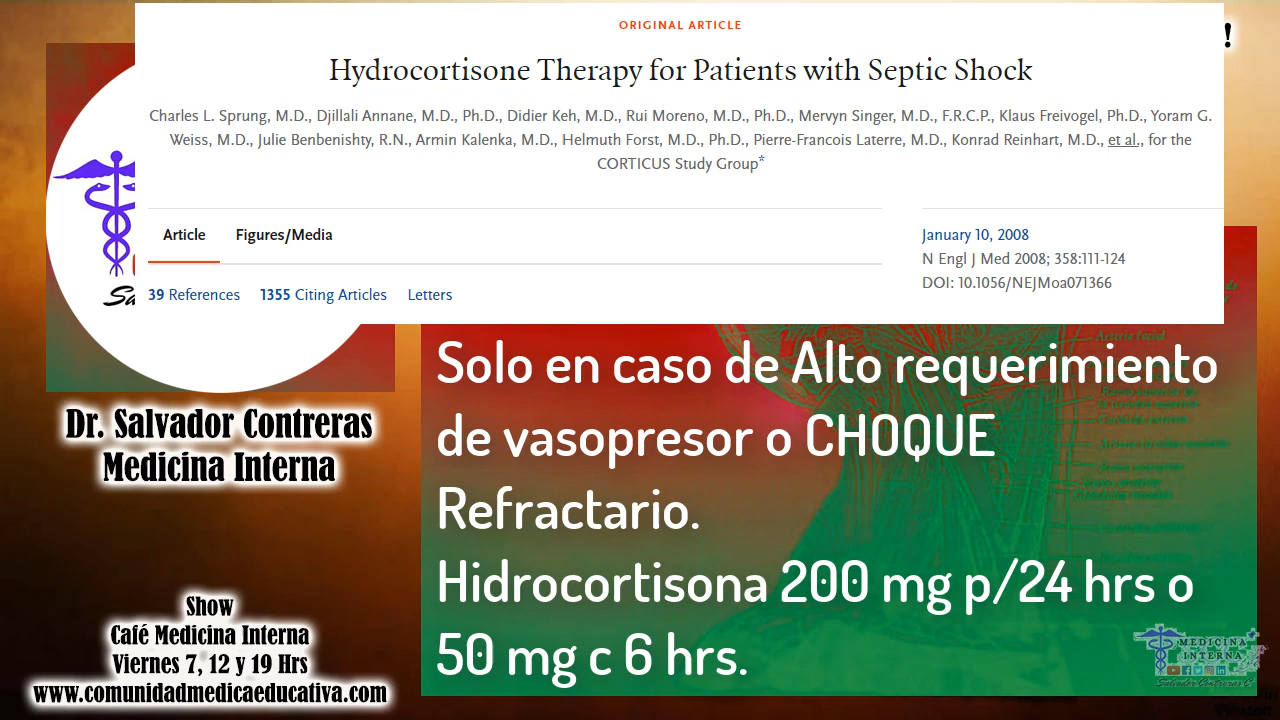 !
ORIGINAL ARTICLE
Hydrocortisone Therapy for Patients with Septic Shock
Charles L. Sprung, M.D., Djillali Annane, M.D., Ph.D., Didier Keh, M.D., Rui Moreno, M.D., Ph.D., Mervyn Singer, M.D., F.R.C.P., Klaus Freivogel, Ph.D., Yoram G.
Weiss, M.D., Julie Benbenishty, R.N., Armin Kalenka, M.D., Helmuth Forst, M.D., Ph.D., Pierre-Francois Laterre, M.D., Konrad Reinhart, M.D., et al., for the
CORTICUS Study Group*
Article Figures/Media
39 References 1355 Citing Articles Letters
January 10, 2008
N Engl J Med 2008; 358:111-124
DOI: 10.1056/NEJMoa071366
Sa
Dr. Salvador Contreras
Medicina Interna
Show
Café Medicina Interna
Viernes 7, 12 y 19 Hrs
www.comunidadmedicaeducativa.com
Solo en caso de Alto requerimiento
de vasopresor o CHOQUE
Refractario.
Hidrocortisona 200 mg p/24 hrs o
50 mg c 6 hrs.
MEDICINA
INTERNA
Salvador Contreras C.